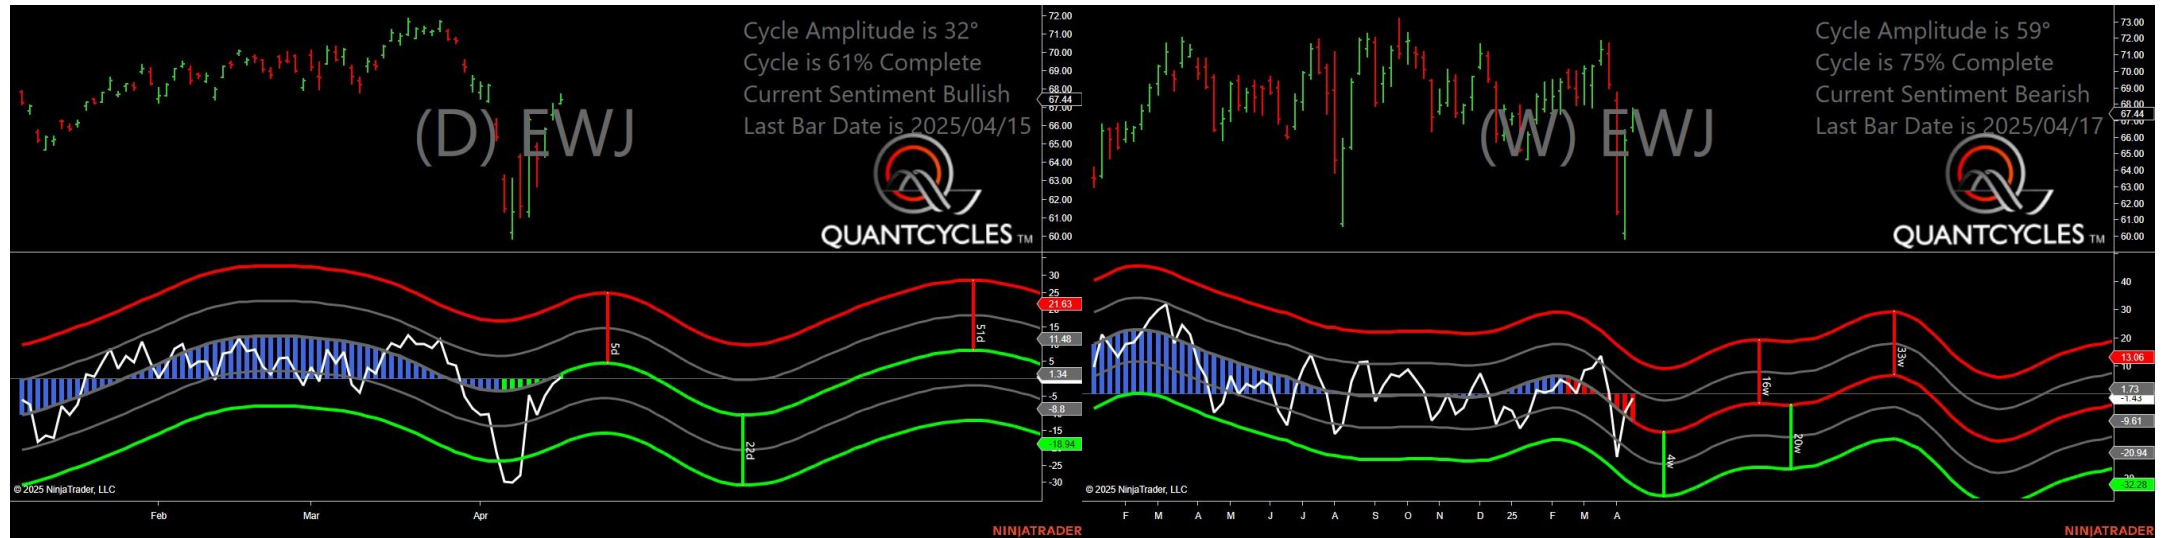 Cycle Amplitude is 32°
Cycle is 61% Complete
Current Sentiment Bullish
Last Bar Date is 2025/04/15
(D) EWJ
QUANTCYCLES TM
72.00
71.00
70.00
69.00
68.00
67.44
67.00
66.00
65.00
64.00
63.00
62.00
61.00
60.00
30
25
21.63
15
11.48
10
5
1.34
-5
-8.8
-15
-18.94
-25
-30
5d
22d
51d
© 2025 NinjaTrader, LLC
Feb
Mar
Apr
NINJATRADER
Cycle Amplitude is 59°
Cycle is 75% Complete
Current Sentiment Bearish
Last Bar Date is 2025/04/17
(W) EWJ
QUANTCYCLES TM
73.00
72.00
71.00
70.00
69.00
68.00
67.44
66.00
65.00
64.00
63.00
62.00
61.00
60.00
40
30
20
13.06
10
1.73
-1.43
-9.61
-20.94
-32.28
4w
16w
20w
33w
© 2025 NinjaTrader, LLC
F
M
A
M
J
J
A
S
O
N
D
25
F
M
A
NINJATRADER